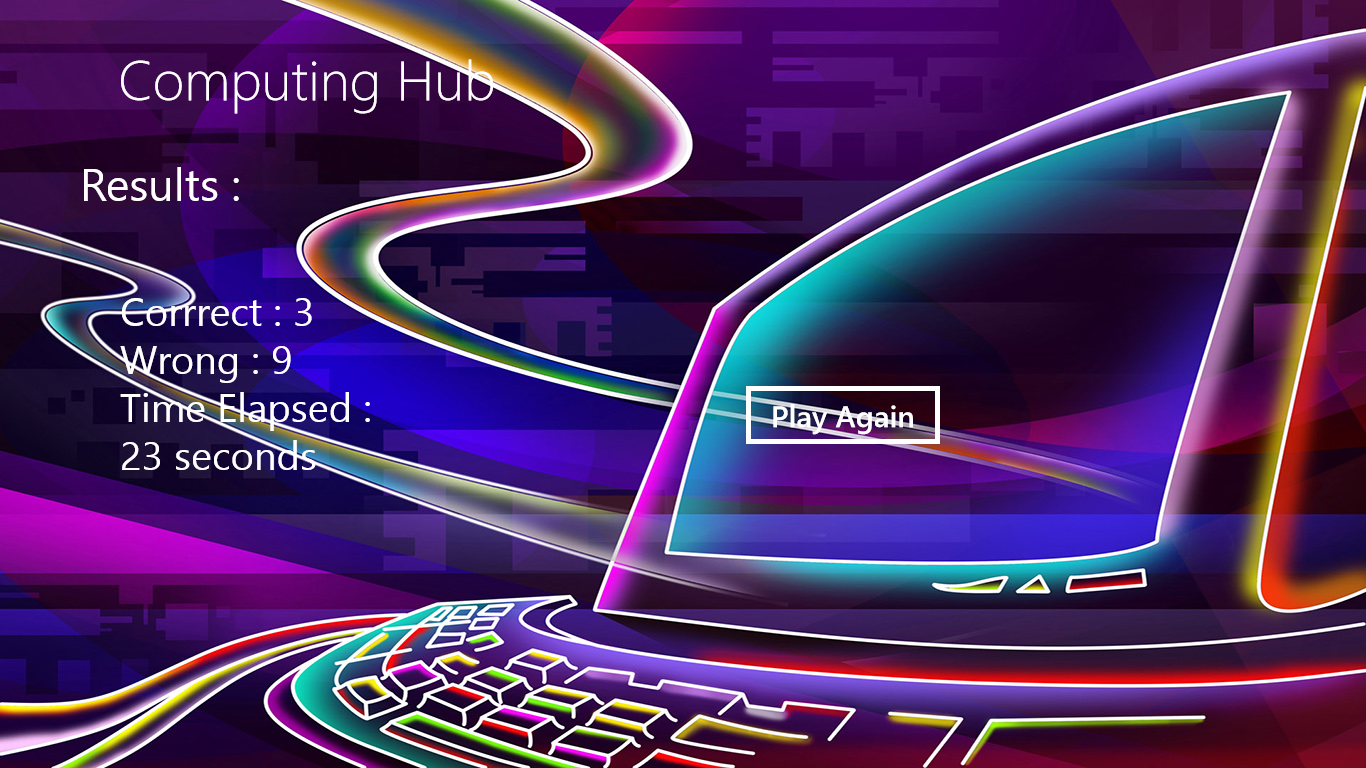 Computing Hub
Results :
Corrrect : 3
Wrong : 9
Time Elapsed :
23 seconds
Play Again